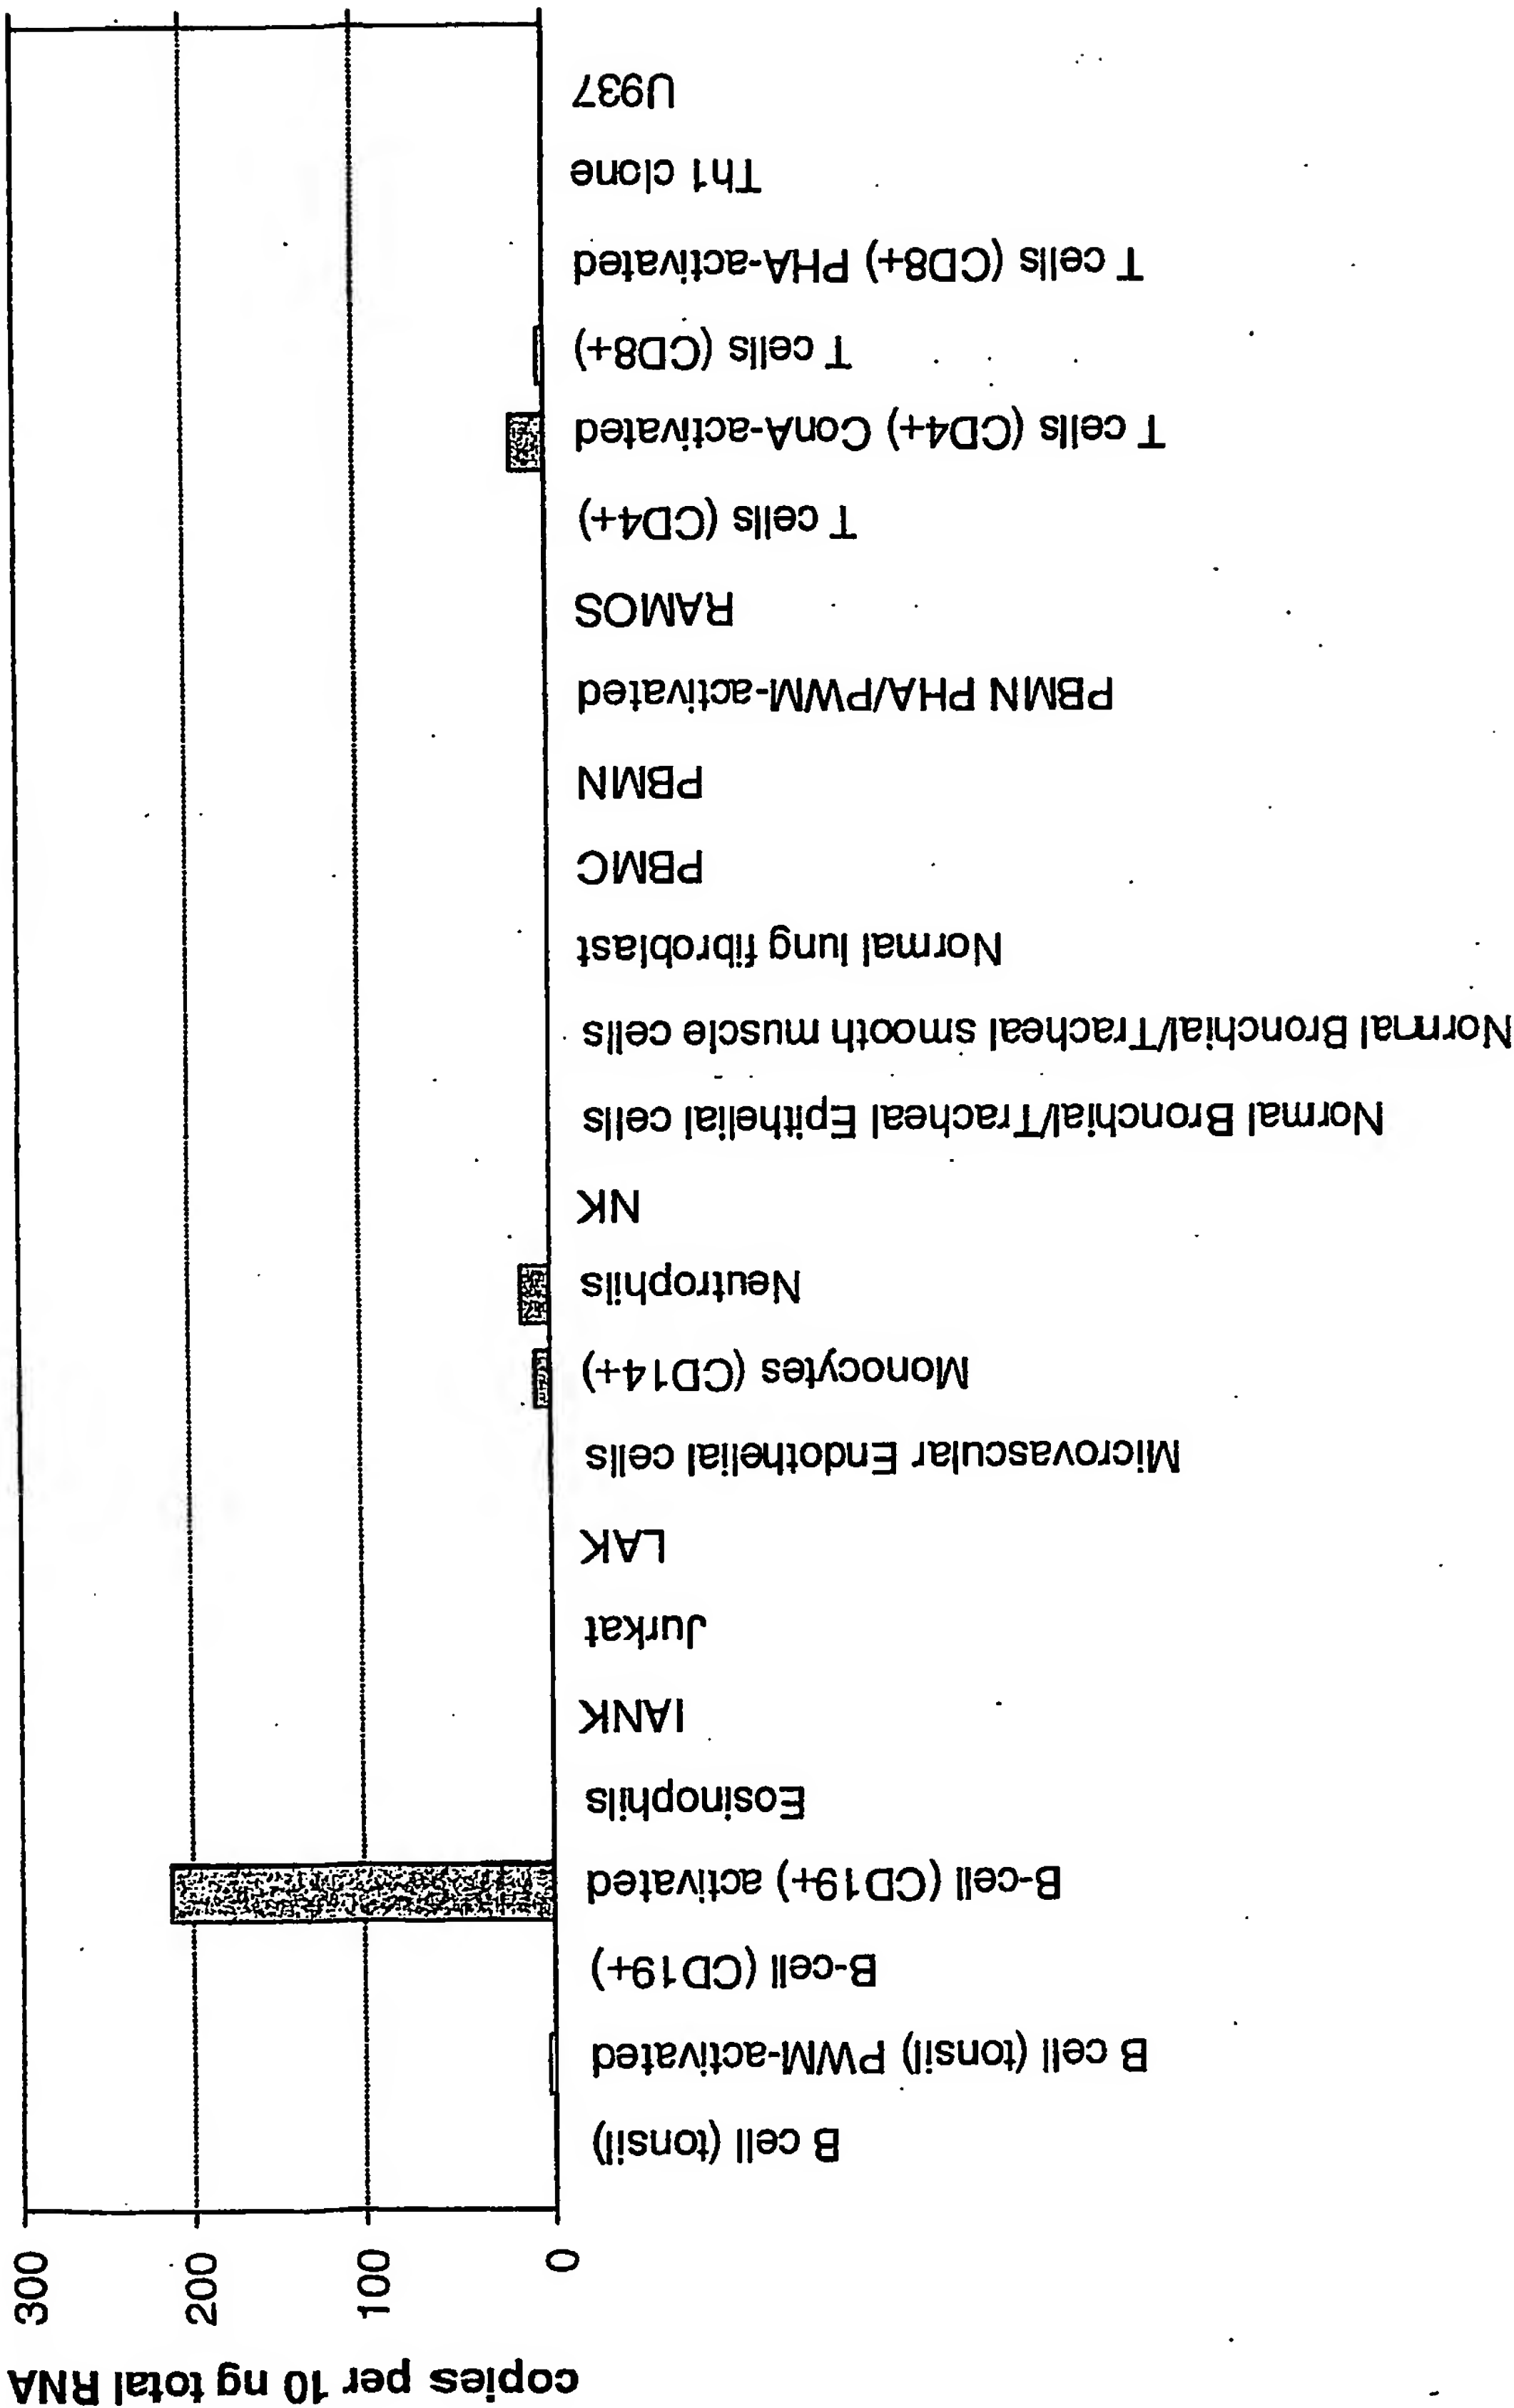 copies per 10 ng total RNA
300
200
100
0
B cell (tonsil)
B cell (tonsil) PWM-activated
B-cell (CD19+)
B-cell (CD19+) activated
Eosinophils
IANK
Jurkat
LAK
Microvascular Endothelial cells
Monocytes (CD14+)
Neutrophils
NK
Normal Bronchial/Tracheal Epithelial cells
Normal Bronchial/Tracheal smooth muscle cells
Normal lung fibroblast
PBMC
PBMN
PBMN PHA/PWM-activated
RAMOS
T cells (CD4+)
T cells (CD4+) ConA-activated
T cells (CD8+)
T cells (CD8+) PHA-activated
Th1 clone
U937